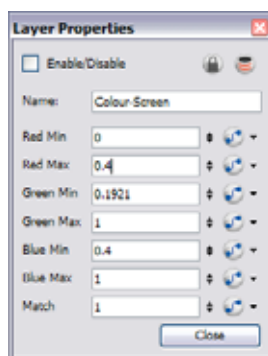 Layer Properties
Enable/Disable
Name: Colour-Screen
Red Min 0
Red Max 0.4
Green Min 0.1921
Green Max 1
Blue Min 0.4
Blue Max 1
Match 1
Close